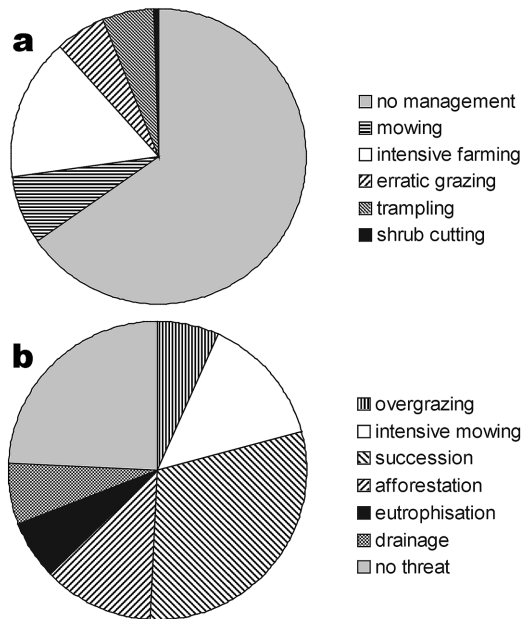 a
no management
mowing
intensive farming
erratic grazing
trampling
shrub cutting
b
overgrazing
intensive mowing
succession
afforestation
eutrophisation
drainage
no threat